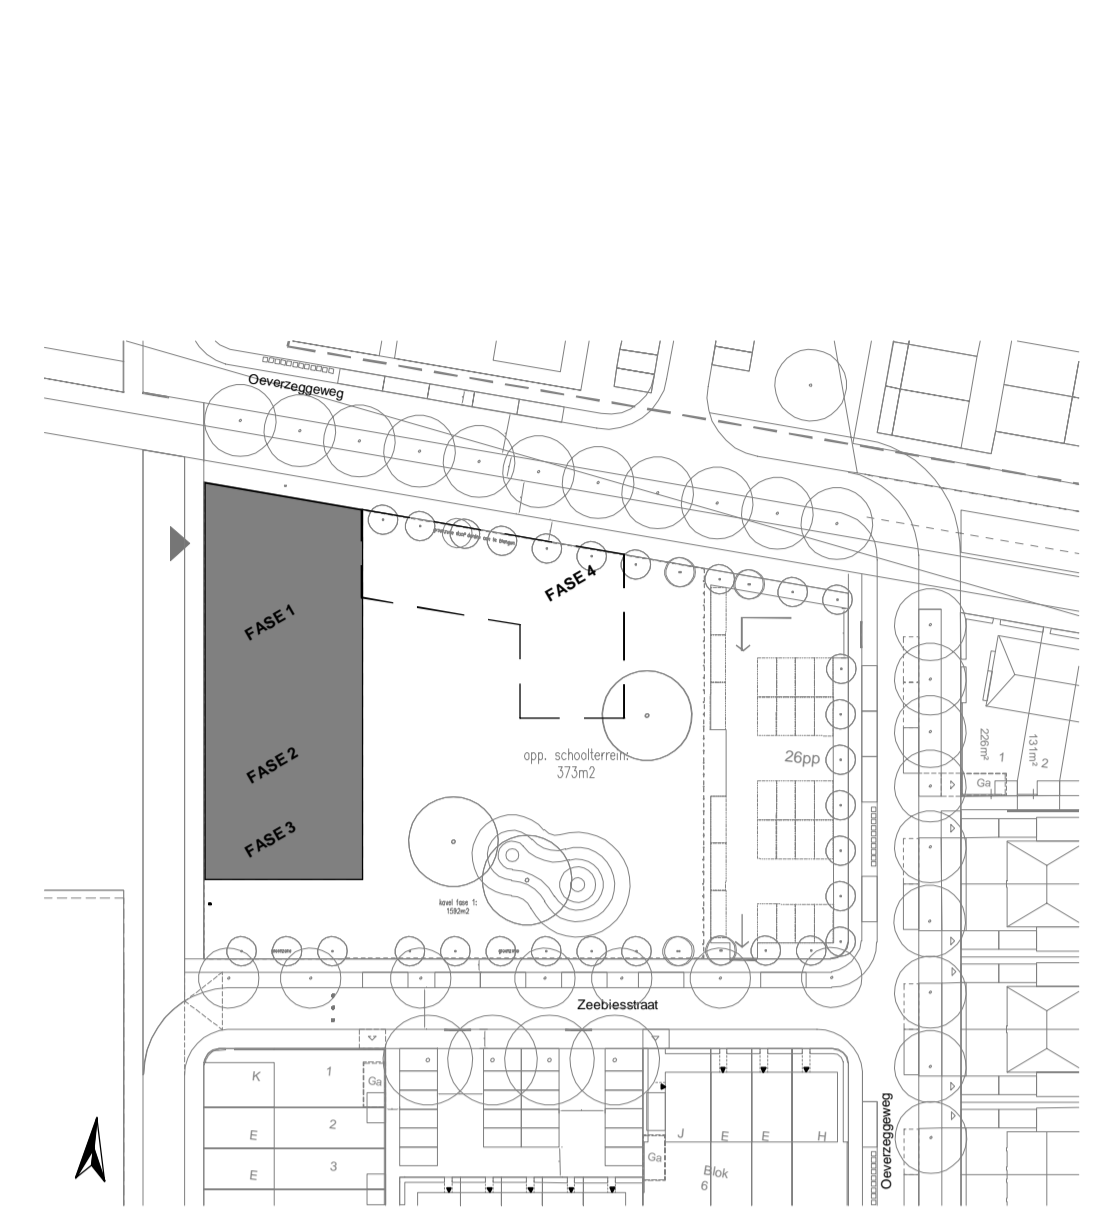 Oeverzeggeweg
FASE 1
FASE 4
FASE 2
opp. schoolterrein:
373m2
26pp
226m²
131m²
1
2
Ga
FASE 3
kavel fase 1:
1592m2
Zeebiesstraat
K
1
Ga
E
2
E
3
J
E
E
H
Ga
Blok
6
Oeverzeggeweg